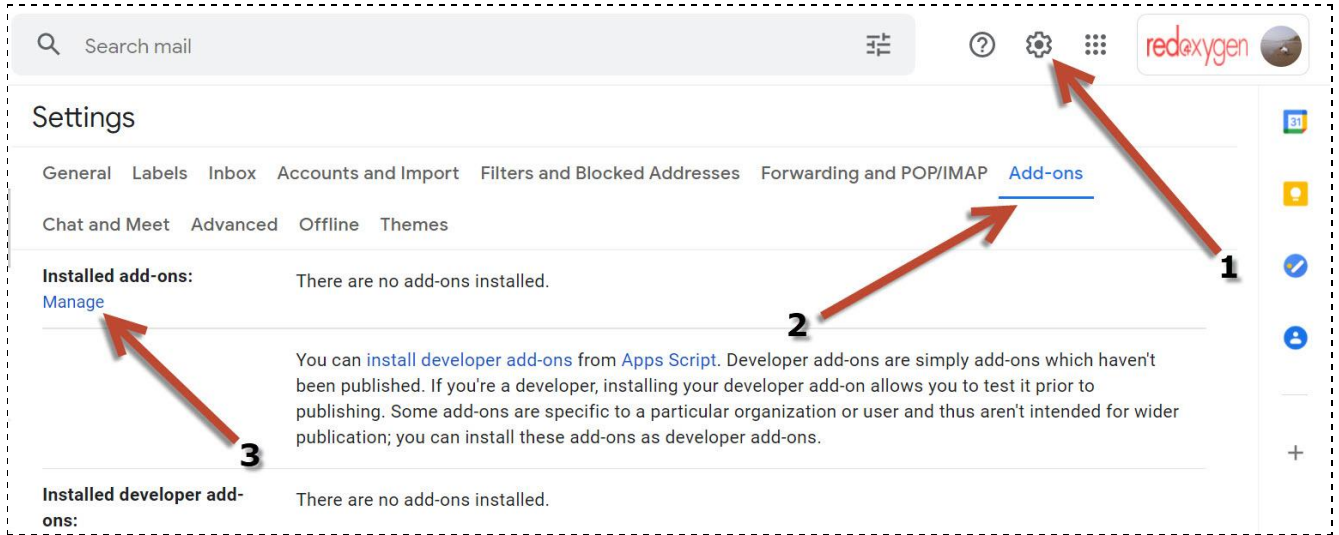 Search mail
redoxygen
Settings
General Labels Inbox Accounts and Import Filters and Blocked Addresses Forwarding and POP/IMAP Add-ons
Chat and Meet Advanced Offline Themes
1
Installed add-ons: There are no add-ons installed.
Manage
2
You can install developer add-ons from Apps Script. Developer add-ons are simply add-ons which haven't
been published. If you're a developer, installing your developer add-on allows you to test it prior to
publishing. Some add-ons are specific to a particular organization or user and thus aren't intended for wider
publication; you can install these add-ons as developer add-ons.
3
Installed developer add-
ons:
There are no add-ons installed.
31